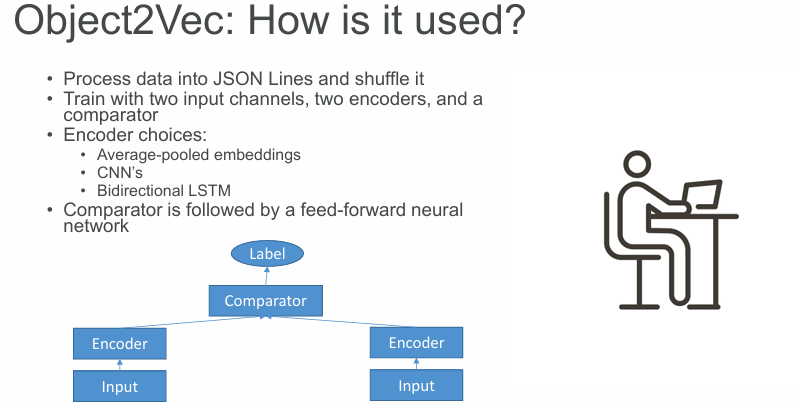 Object2Vec: How is it used?
• Process data into JSON Lines and shuffle it
• Train with two input channels, two encoders, and a
comparator
• Encoder choices:
• Average-pooled embeddings
• CNN's
• Bidirectional LSTM
• Comparator is followed by a feed-forward neural
network
Label
Comparator
Encoder
Encoder
Input
Input